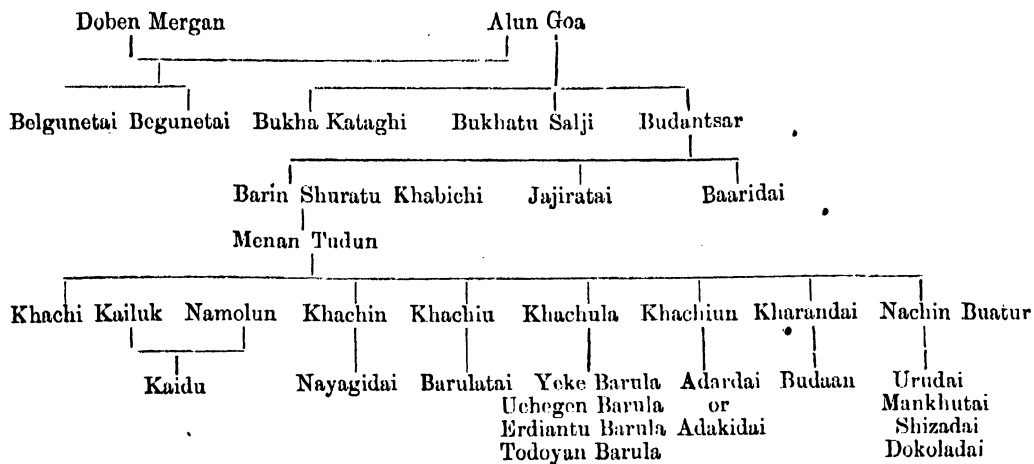 Doben Mergan Alun Goa
Belgunetai Begunetai Bukha Kataghi Bukhatu Salji Budantsar
Barin Shuratu Khabichi Jajiratai Baaridai
Menan Tudun
Khachi Kailuk Namolun Khachin Khachiu Khachula Khachiun Kharandai Nachin Buatur
Kaidu Nayagidai Barulatai Yeke Barula Adardai Budaan Urudai
Uchegen Barula or Mankhutai
Erdiantu Barula Adakidai Shizadai
Todoyan Barula Dokoladai